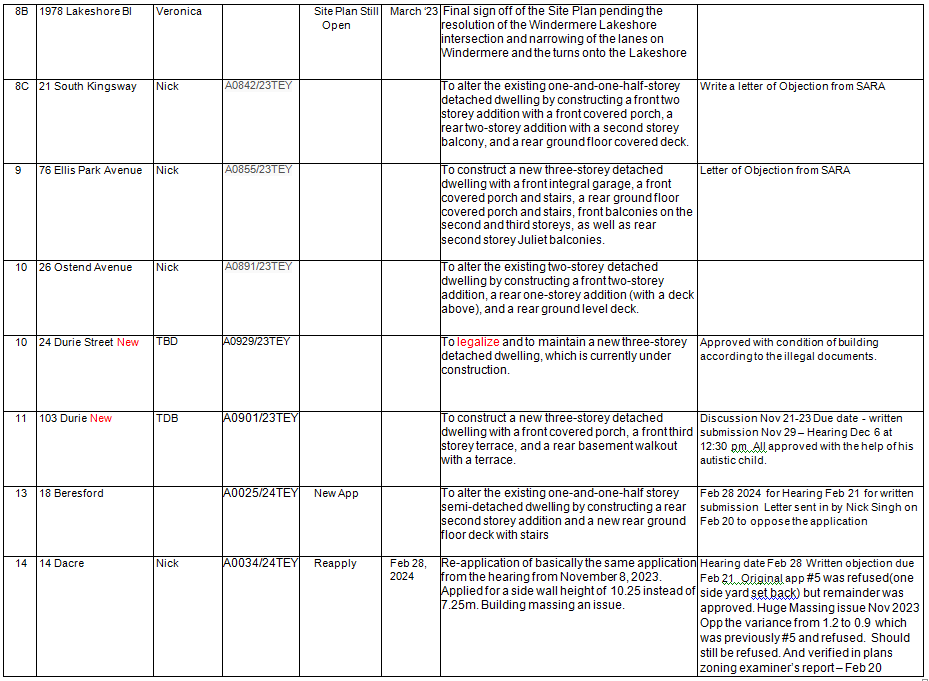 8B 1978 Lakeshore Bl Veronica Site Plan Still Open March '23 Final sign off of the Site Plan pending the
resolution of the Windermere Lakeshore
intersection and narrowing of the lanes on
Windermere and the turns onto the Lakeshore
8C 21 South Kingsway Nick A0842/23TEY To alter the existing one-and-one-half-storey
detached dwelling by constructing a front two
storey addition with a front covered porch, a
rear two-storey addition with a second storey
balcony, and a rear ground floor covered deck.
Write a letter of Objection from SARA
9 76 Ellis Park Avenue Nick A0855/23TEY To construct a new three-storey detached
dwelling with a front integral garage, a front
covered porch and stairs, a rear ground floor
covered porch and stairs, front balconies on the
second and third storeys, as well as rear
second storey Juliet balconies.
Letter of Objection from SARA
10 26 Ostend Avenue Nick A0891/23TEY To alter the existing two-storey detached
dwelling by constructing a front two-storey
addition, a rear one-storey addition (with a deck
above), and a rear ground level deck.
10 24 Durie Street New TBD A0929/23TEY To legalize and to maintain a new three-storey
detached dwelling, which is currently under
construction.
Approved with condition of building
according to the illegal documents.
11 103 Durie New TDB A0901/23TEY To construct a new three-storey detached
dwelling with a front covered porch, a front third
storey terrace, and a rear basement walkout
with a terrace.
Discussion Nov 21-23 Due date - written
submission Nov 29 – Hearing Dec 6 at
12:30 pm. All approved with the help of his
autistic child.
13 18 Beresford A0025/24TEY New App To alter the existing one-and-one-half storey
semi-detached dwelling by constructing a rear
second storey addition and a new rear ground
floor deck with stairs
Feb 28 2024 for Hearing Feb 21 for written
submission Letter sent in by Nick Singh on
Feb 20 to oppose the application
14 14 Dacre Nick A0034/24TEY Reapply Feb 28, 2024 Re-application of basically the same application
from the hearing from November 8, 2023.
Applied for a side wall height of 10.25 instead of
7.25m. Building massing an issue.
Hearing date Feb 28 Written objection due
Feb 21. Original app #5 was refused(one
side yard set back) but remainder was
approved. Huge Massing issue Nov 2023
Opp the variance from 1.2 to 0.9 which
was previously #5 and refused. Should
still be refused. And verified in plans
zoning examiner's report – Feb 20